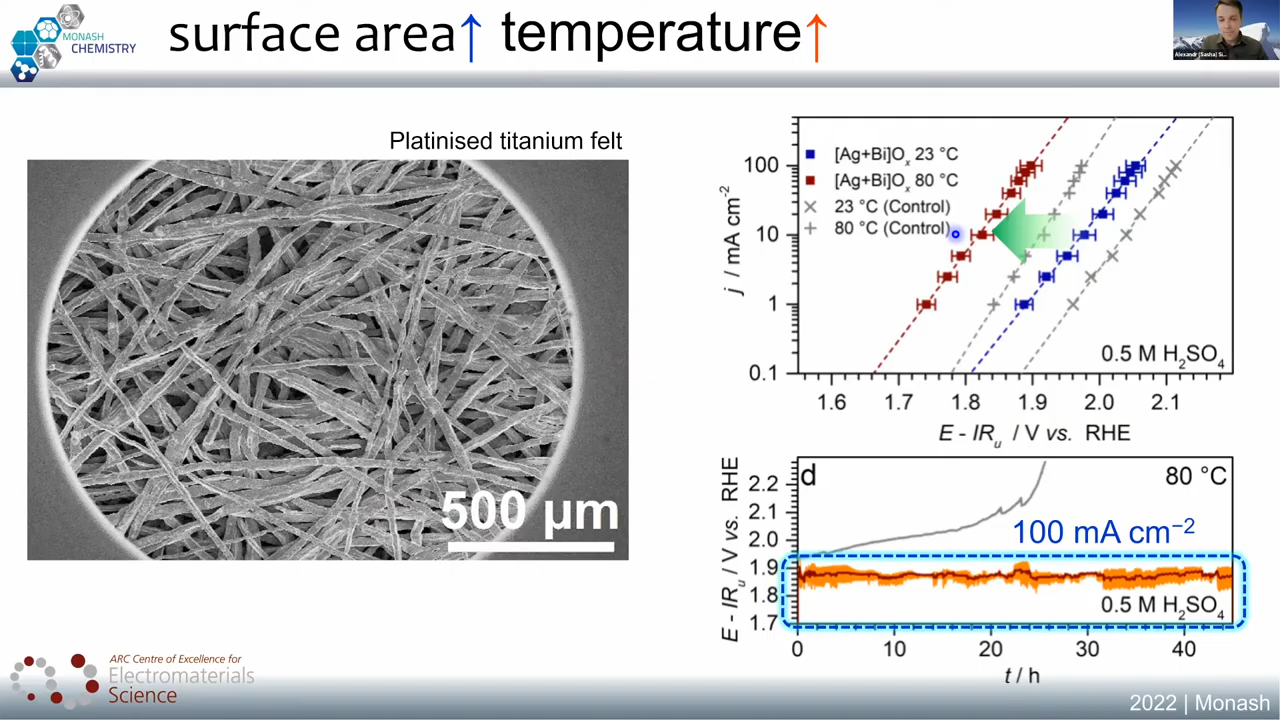 MONASH
CHEMISTRY
surface area↑ temperature↑
Alexandr (Sasha) Si...
Platinised titanium felt
500 µm
[Ag+Bi]Oₓ 23 °C
[Ag+Bi]Oₓ 80 °C
23 °C (Control)
80 °C (Control)
j / mA cm⁻²
100
10
1
0.1
0.5 M H₂SO₄
1.6 1.7 1.8 1.9 2.0 2.1
E - IRᵤ / V vs. RHE
d
80 °C
100 mA cm⁻²
E - IRᵤ / V vs. RHE
2.2
2.1
2.0
1.9
1.8
1.7
0.5 M H₂SO₄
0 10 20 30 40
t / h
ARC Centre of Excellence for
Electromaterials
Science
2022 | Monash